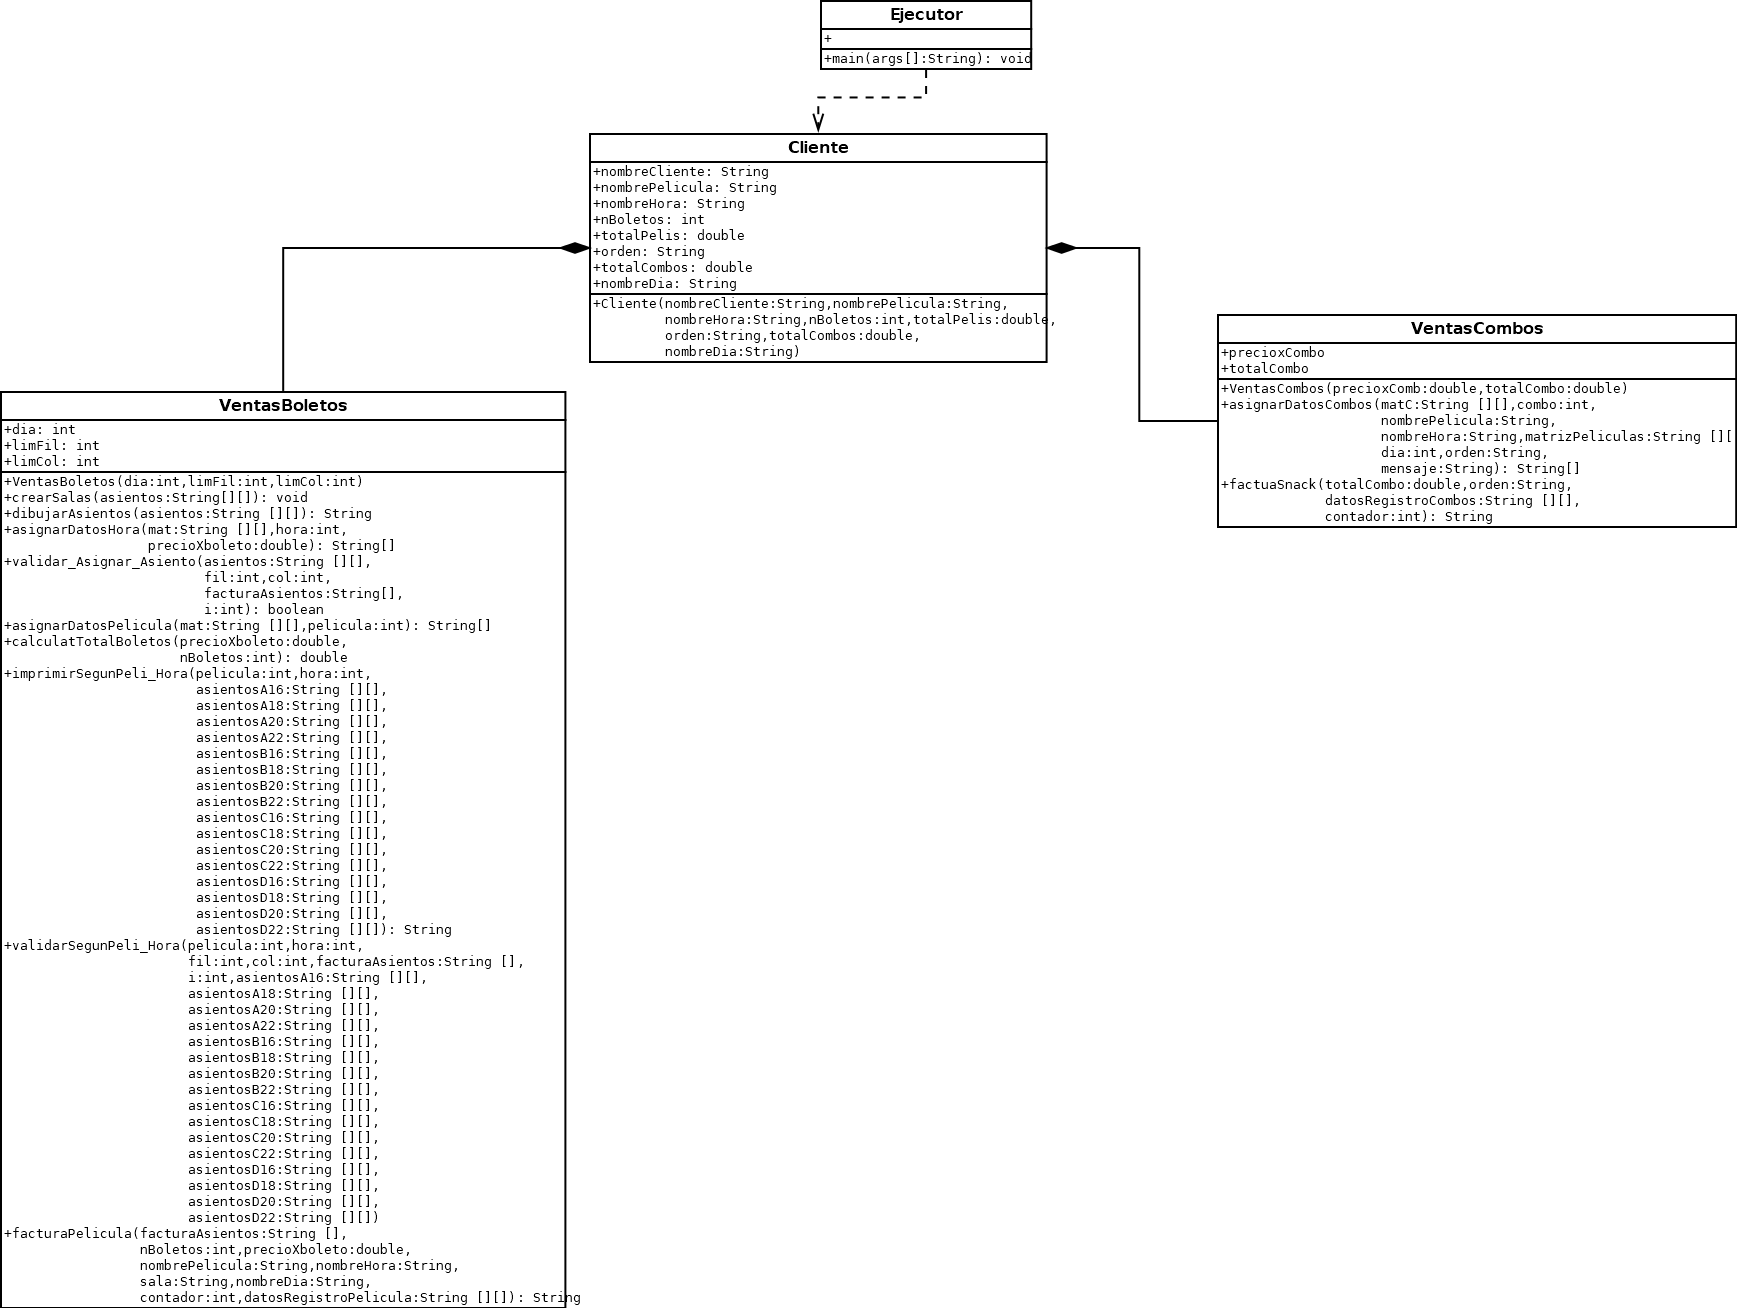 Ejecutor
+
+main(args[]:String): void
Cliente
+nombreCliente: String
+nombrePelicula: String
+nombreHora: String
+nBoletos: int
+totalPelis: double
+orden: String
+totalCombos: double
+nombreDia: String
+Cliente(nombreCliente:String,nombrePelicula:String,
nombreHora:String,nBoletos:int,totalPelis:double,
orden:String,totalCombos:double,
nombreDia:String)
VentasCombos
+precioxCombo
+totalCombo
+VentasCombos(precioxComb:double,totalCombo:double)
+asignarDatosCombos(matC:String [][],combo:int,
nombrePelicula:String,
nombreHora:String,matrizPeliculas:String [][
dia:int,orden:String,
mensaje:String): String[]
+factuaSnack(totalCombo:double,orden:String,
datosRegistroCombos:String [][],
contador:int): String
VentasBoletos
+dia: int
+limFil: int
+limCol: int
+VentasBoletos(dia:int,limFil:int,limCol:int)
+crearSalas(asientos:String[][]): void
+dibujarAsientos(asientos:String [][]): String
+asignarDatosHora(mat:String [][],hora:int,
precioXboleto:double): String[]
+validar_Asignar_Asiento(asientos:String [][],
fil:int,col:int,
facturaAsientos:String[],
i:int): boolean
+asignarDatosPelicula(mat:String [][],pelicula:int): String[]
+calculatTotalBoletos(precioXboleto:double,
nBoletos:int): double
+imprimirSegunPeli_Hora(pelicula:int,hora:int,
asientosA16:String [][],
asientosA18:String [][],
asientosA20:String [][],
asientosA22:String [][],
asientosB16:String [][],
asientosB18:String [][],
asientosB20:String [][],
asientosB22:String [][],
asientosC16:String [][],
asientosC18:String [][],
asientosC20:String [][],
asientosC22:String [][],
asientosD16:String [][],
asientosD18:String [][],
asientosD20:String [][],
asientosD22:String [][]): String
+validarSegunPeli_Hora(pelicula:int,hora:int,
fil:int,col:int,facturaAsientos:String [],
i:int,asientosA16:String [][],
asientosA18:String [][],
asientosA20:String [][],
asientosA22:String [][],
asientosB16:String [][],
asientosB18:String [][],
asientosB20:String [][],
asientosB22:String [][],
asientosC16:String [][],
asientosC18:String [][],
asientosC20:String [][],
asientosC22:String [][],
asientosD16:String [][],
asientosD18:String [][],
asientosD20:String [][],
asientosD22:String [][])
+facturaPelicula(facturaAsientos:String [],
nBoletos:int,precioXboleto:double,
nombrePelicula:String,nombreHora:String,
sala:String,nombreDia:String,
contador:int,datosRegistroPelicula:String [][]): String